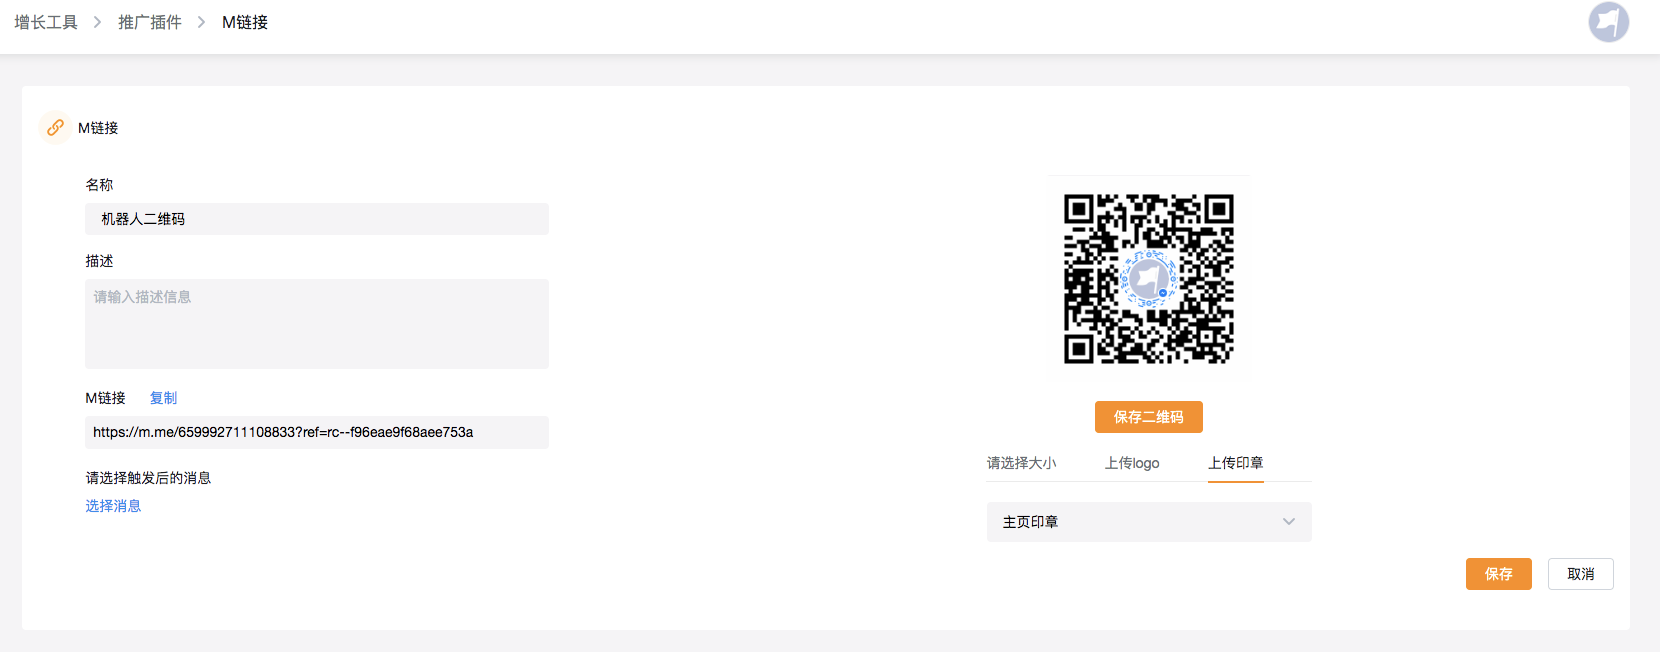 增长工具 > 推广插件 > M链接
M链接
名称
机器人二维码
描述
请输入描述信息
M链接 复制
https://m.me/659992711108833?ref=rc--f96eae9f68aee753a
请选择触发后的消息
选择消息
保存二维码
请选择大小 上传logo 上传印章
主页印章
保存 取消